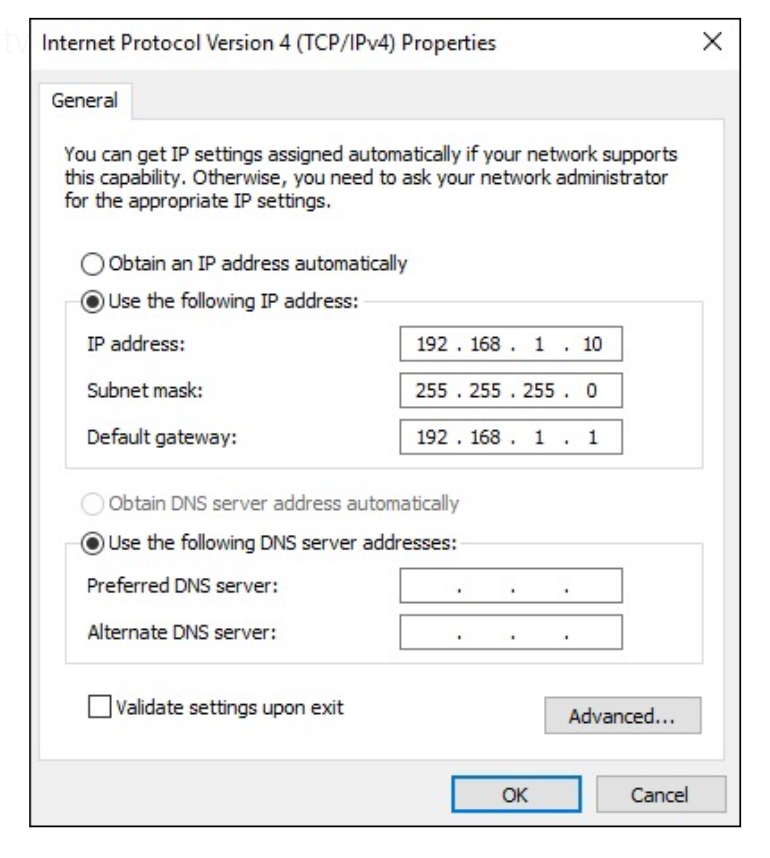 Internet Protocol Version 4 (TCP/IPv4) Properties
General
You can get IP settings assigned automatically if your network supports
this capability. Otherwise, you need to ask your network administrator
for the appropriate IP settings.
Obtain an IP address automatically
Use the following IP address:
IP address: 192 . 168 . 1 . 10
Subnet mask: 255 . 255 . 255 . 0
Default gateway: 192 . 168 . 1 . 1
Obtain DNS server address automatically
Use the following DNS server addresses:
Preferred DNS server: . . .
Alternate DNS server: . . .
Validate settings upon exit
Advanced...
OK Cancel